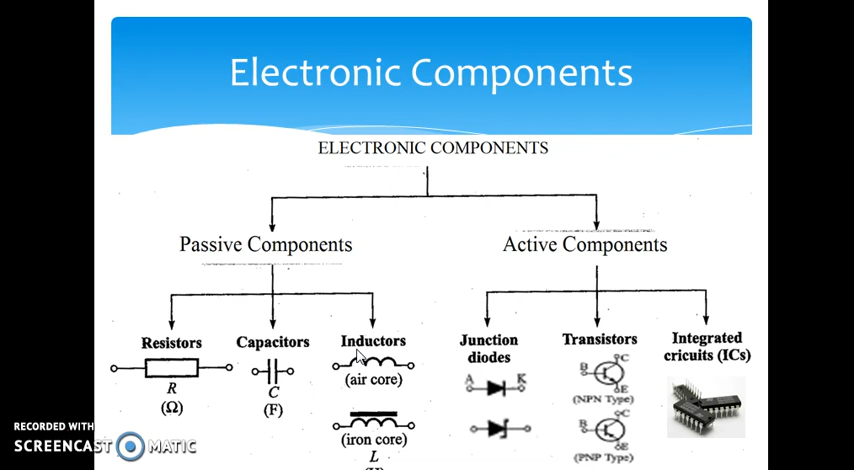 Electronic Components
ELECTRONIC COMPONENTS
Passive Components
Active Components
Resistors
Capacitors
Inductors
Junction
diodes
Transistors
Integrated
cricuits (ICs)
R
(Ω)
C
(F)
(air core)
(iron core)
L
A K
B C E
(NPN Type)
B C E
(PNP Type)
RECORDED WITH
SCREENCAST MATIC